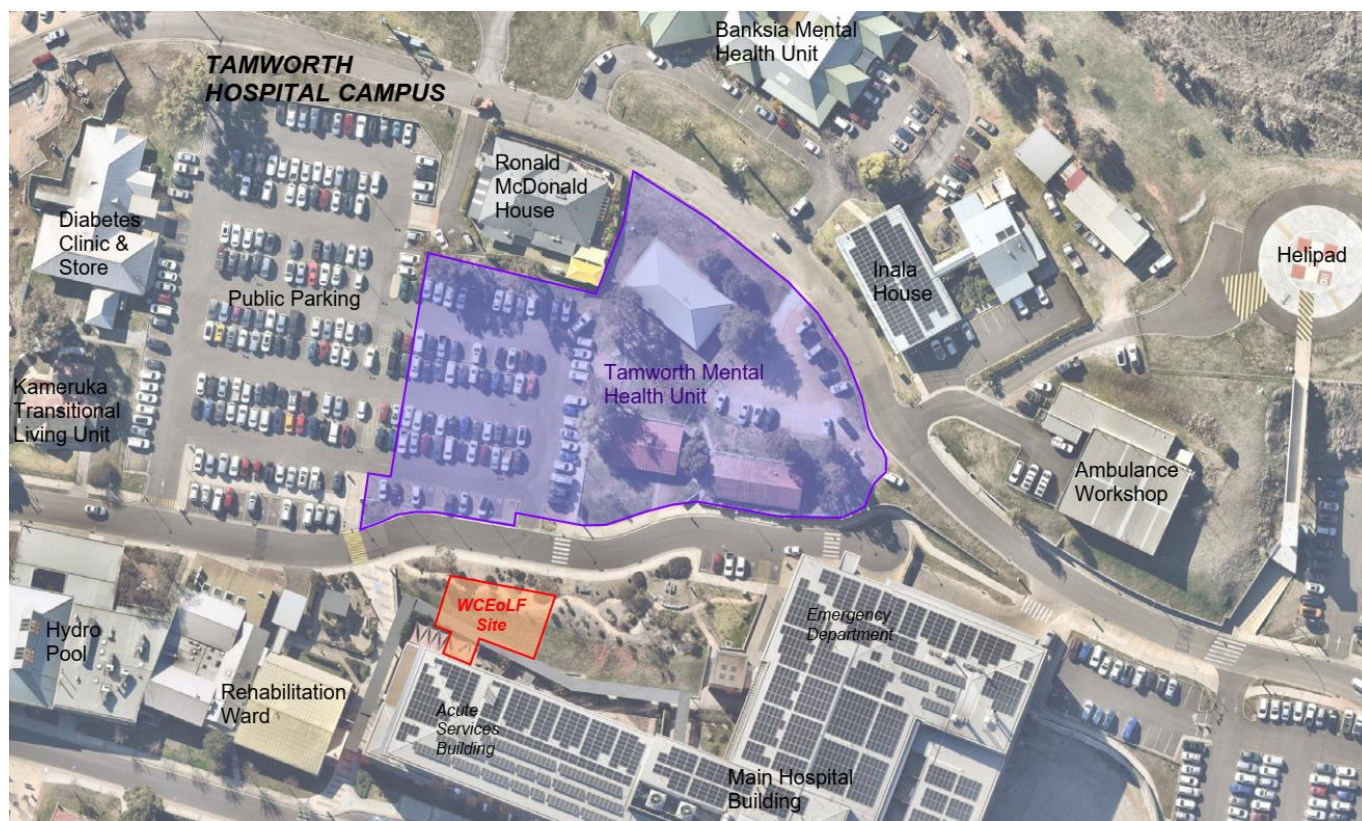 Banksia Mental
Health Unit
TAMWORTH
HOSPITAL CAMPUS
Ronald
McDonald
House
Diabetes
Clinic &
Store
Inala
House
Helipad
Public Parking
Tamworth Mental
Health Unit
Kameruka
Transitional
Living Unit
Ambulance
Workshop
WCEoLF
Site
Emergency
Department
Hydro
Pool
Rehabilitation
Ward
Acute
Services
Building
Main Hospital
Building